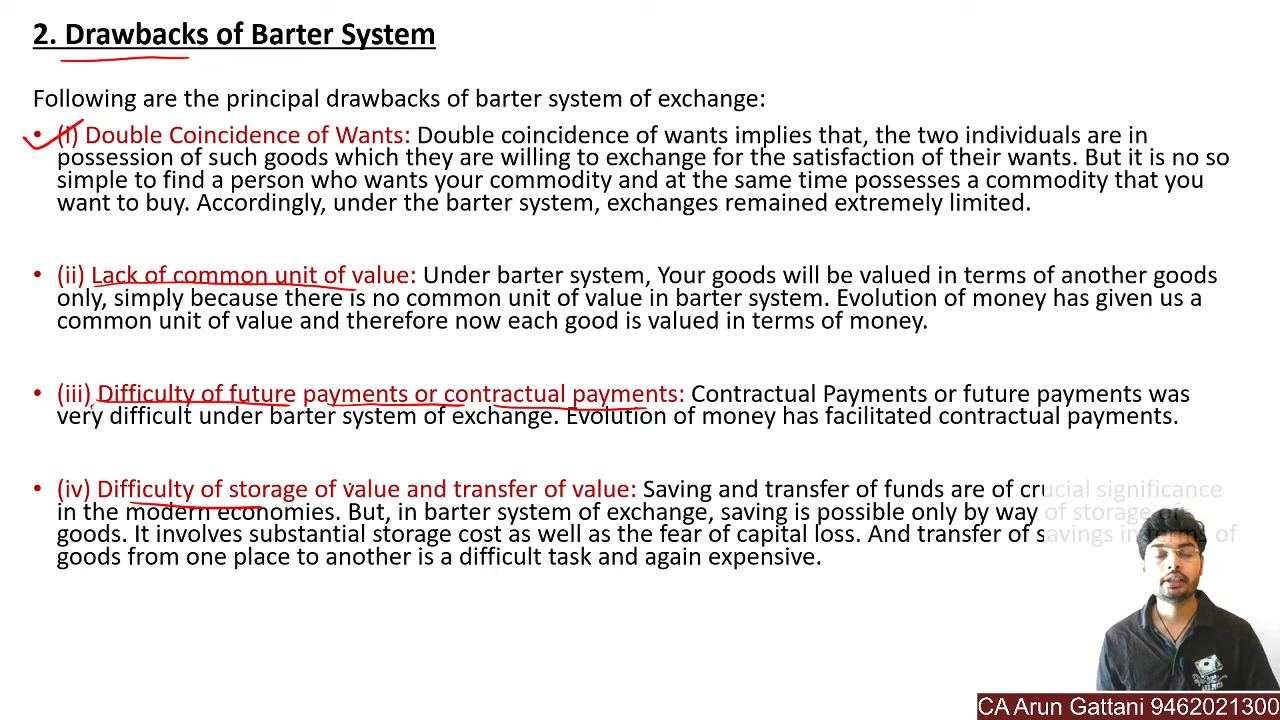 2. Drawbacks of Barter System
Following are the principal drawbacks of barter system of exchange:
• (i) Double Coincidence of Wants: Double coincidence of wants implies that, the two individuals are in
possession of such goods which they are willing to exchange for the satisfaction of their wants. But it is no so
simple to find a person who wants your commodity and at the same time possesses a commodity that you
want to buy. Accordingly, under the barter system, exchanges remained extremely limited.
• (ii) Lack of common unit of value: Under barter system, Your goods will be valued in terms of another goods
only, simply because there is no common unit of value in barter system. Evolution of money has given us a
common unit of value and therefore now each good is valued in terms of money.
• (iii) Difficulty of future payments or contractual payments: Contractual Payments or future payments was
very difficult under barter system of exchange. Evolution of money has facilitated contractual payments.
• (iv) Difficulty of storage of value and transfer of value: Saving and transfer of funds are of crucial significance
in the modern economies. But, in barter system of exchange, saving is possible only by way of storage of
goods. It involves substantial storage cost as well as the fear of capital loss. And transfer of savings in terms of
goods from one place to another is a difficult task and again expensive.
CA Arun Gattani 9462021300